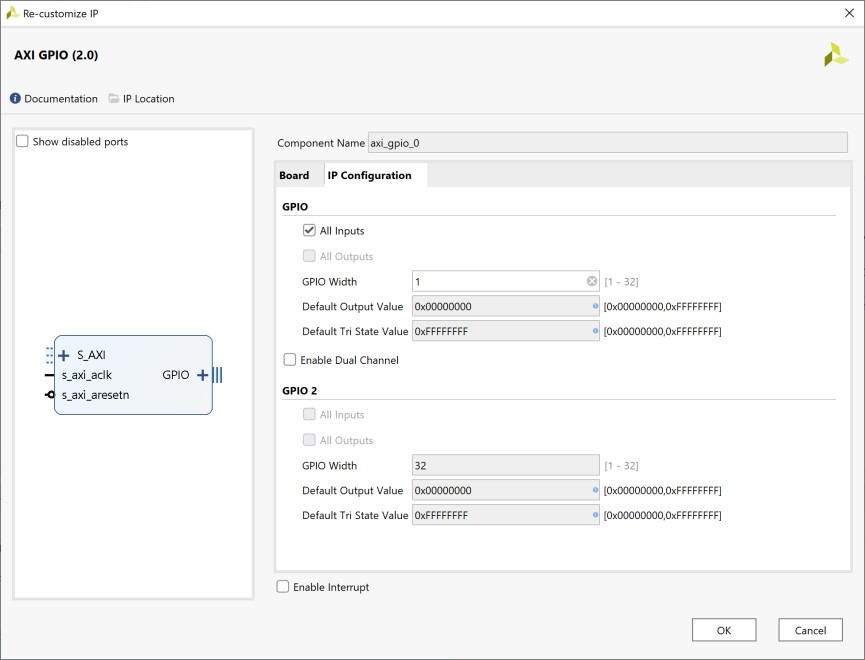 Re-customize IP
AXI GPIO (2.0)
Documentation IP Location
Show disabled ports
S_AXI
s_axi_aclk GPIO
s_axi_aresetn
Component Name axi_gpio_0
Board IP Configuration
GPIO
All Inputs
All Outputs
GPIO Width 1 [1 - 32]
Default Output Value 0x00000000 [0x00000000,0xFFFFFFFF]
Default Tri State Value 0xFFFFFFFF [0x00000000,0xFFFFFFFF]
Enable Dual Channel
GPIO 2
All Inputs
All Outputs
GPIO Width 32 [1 - 32]
Default Output Value 0x00000000 [0x00000000,0xFFFFFFFF]
Default Tri State Value 0xFFFFFFFF [0x00000000,0xFFFFFFFF]
Enable Interrupt
OK Cancel